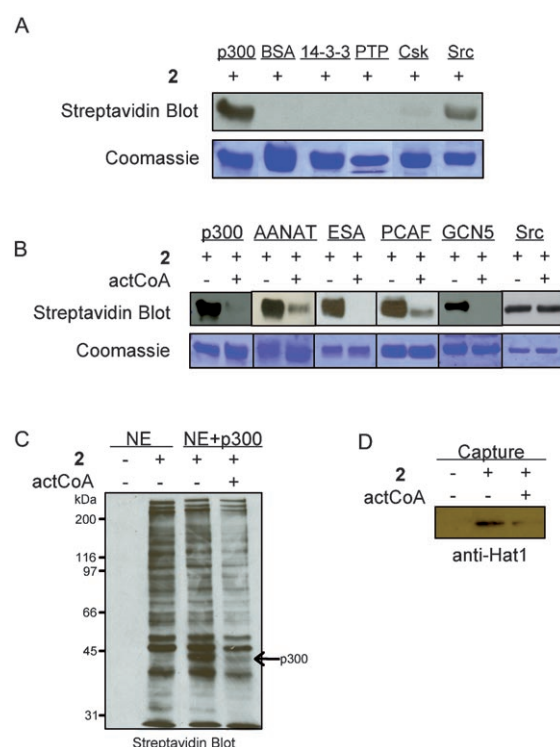 A
p300 BSA 14-3-3 PTP Csk Src
2 + + + + + +
Streptavidin Blot
Coomassie
B
p300 AANAT ESA PCAF GCN5 Src
2 + + + + + + + + + + + +
actCoA - + - + - + - + - + - +
Streptavidin Blot
Coomassie
C
NE NE+p300
2 - + + +
actCoA +
kDa
200
116
97
66
45
31
p300
Streptavidin Blot
D
Capture
2 - + +
actCoA - +
anti-Hat1